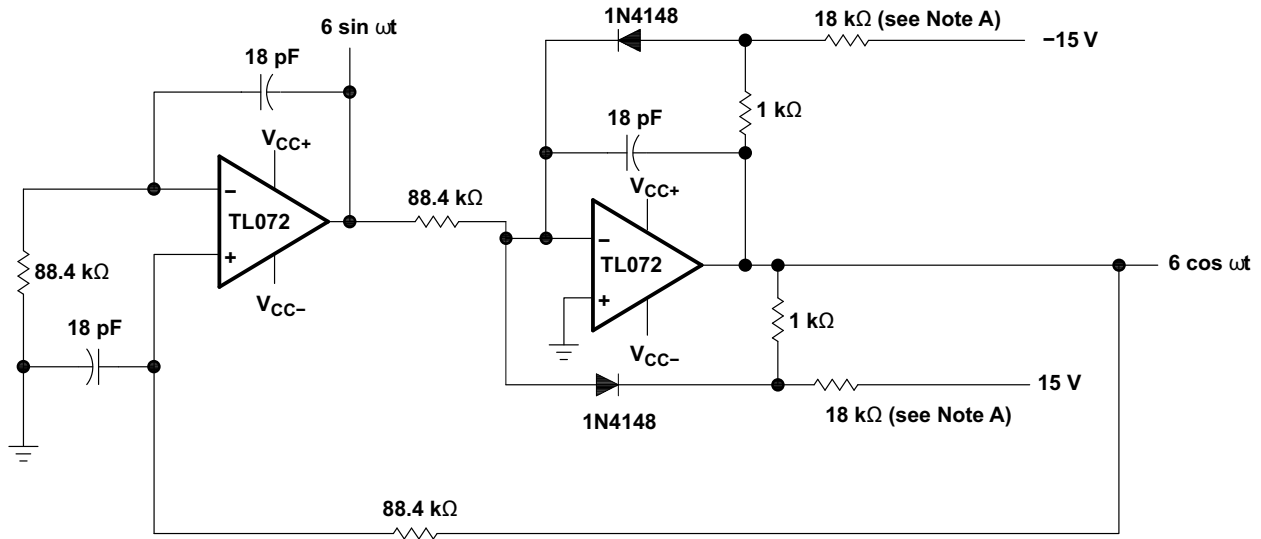 6 sin ωt
18 pF
VCC+
−
TL072
+
VCC−
88.4 kΩ
18 pF
88.4 kΩ
1N4148
18 kΩ (see Note A)
−15 V
1 kΩ
18 pF
VCC+
−
TL072
+
VCC−
6 cos ωt
1 kΩ
15 V
1N4148
18 kΩ (see Note A)
88.4 kΩ